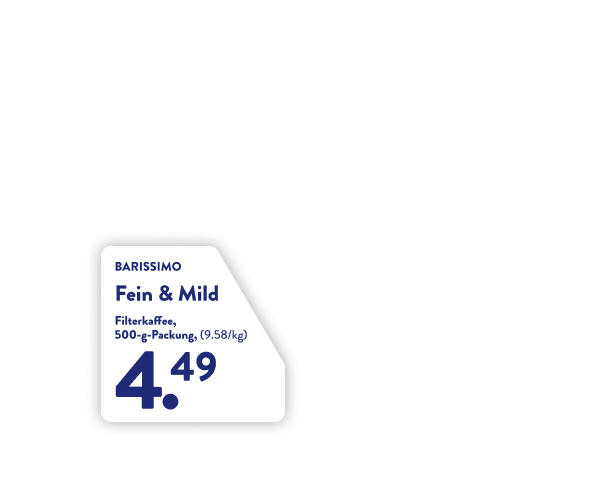 BARISSIMO
Fein & Mild
Filterkaffee,
500-g-Packung, (9.58/kg)
4.49